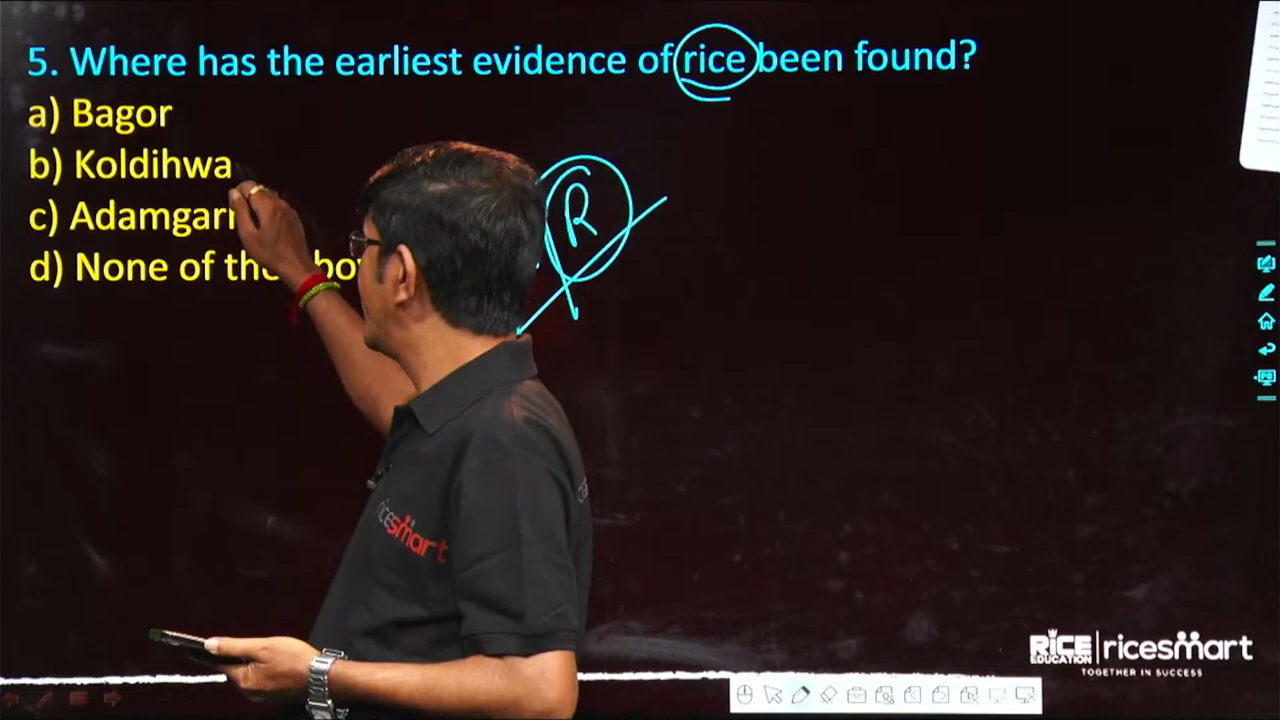 5. Where has the earliest evidence of rice been found?
a) Bagor
b) Koldihwa
c) Adamgar
d) None of the
R
ricesmart
RICE EDUCATION | ricesmart
TOGETHER IN SUCCESS